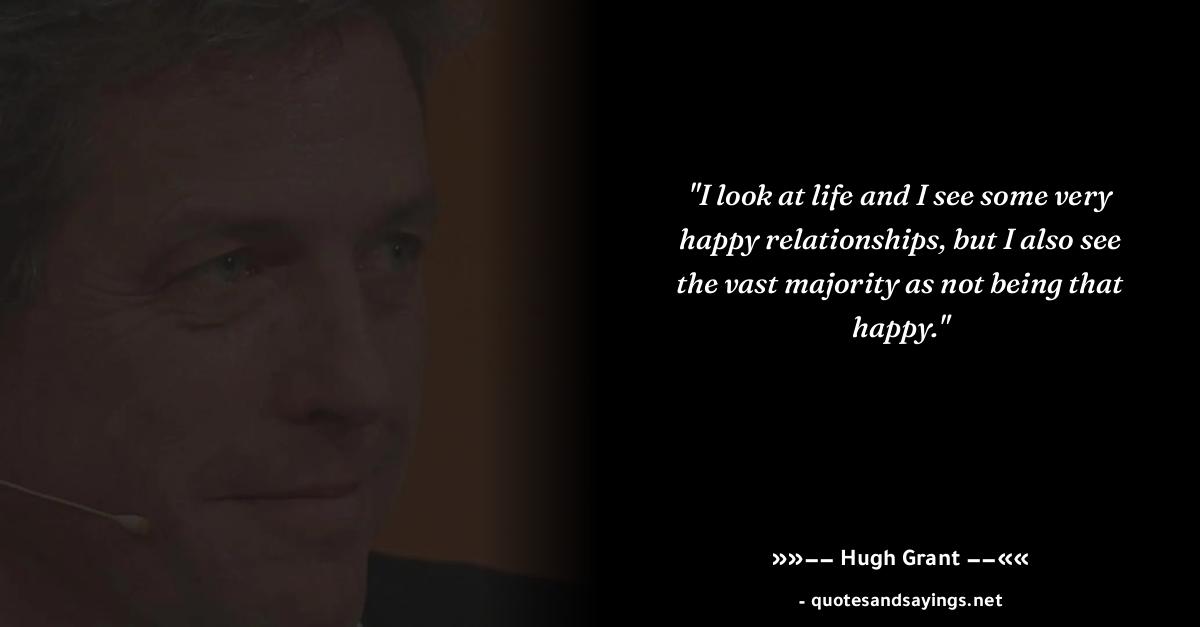 "I look at life and I see some very
happy relationships, but I also see
the vast majority as not being that
happy."
»»−− Hugh Grant −−««
- quotesandsayings.net